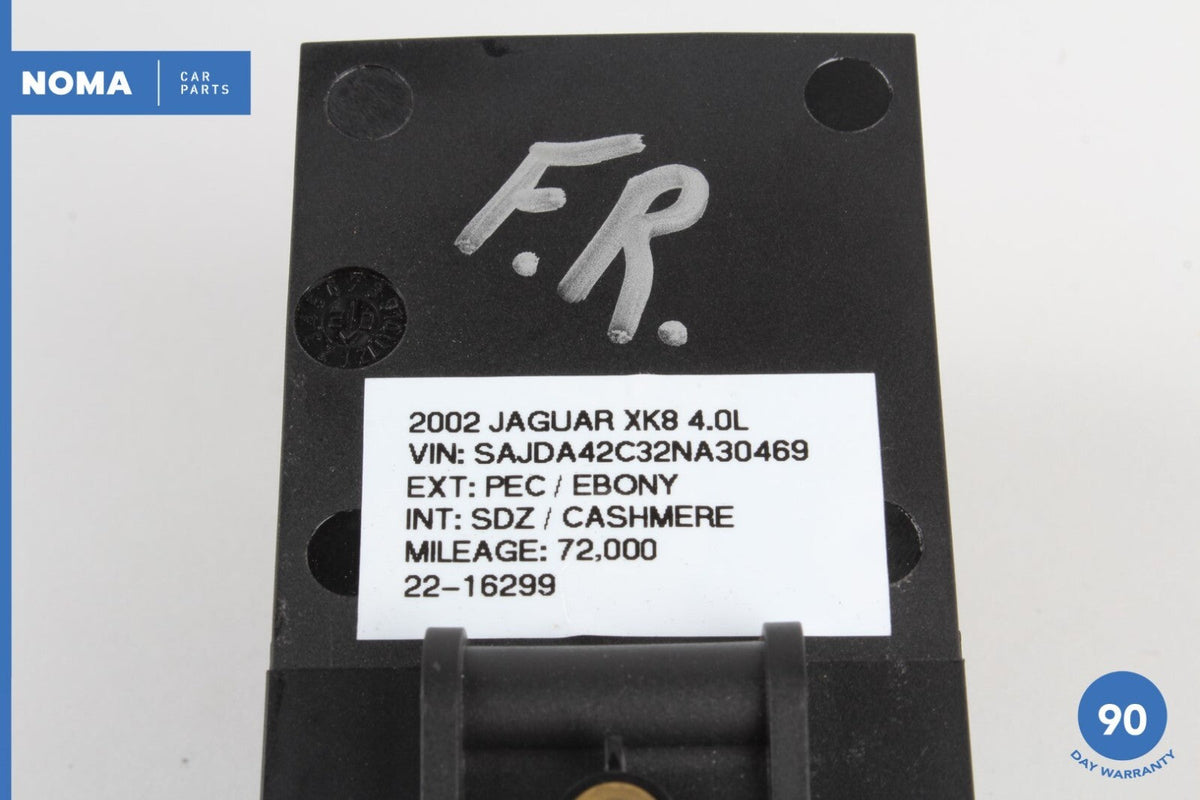 NOMA
CAR
PARTS
F.R.
2002 JAGUAR XK8 4.0L
VIN: SAJDA42C32NA30469
EXT: PEC / EBONY
INT: SDZ / CASHMERE
MILEAGE: 72,000
22-16299
90
DAY WARRANTY